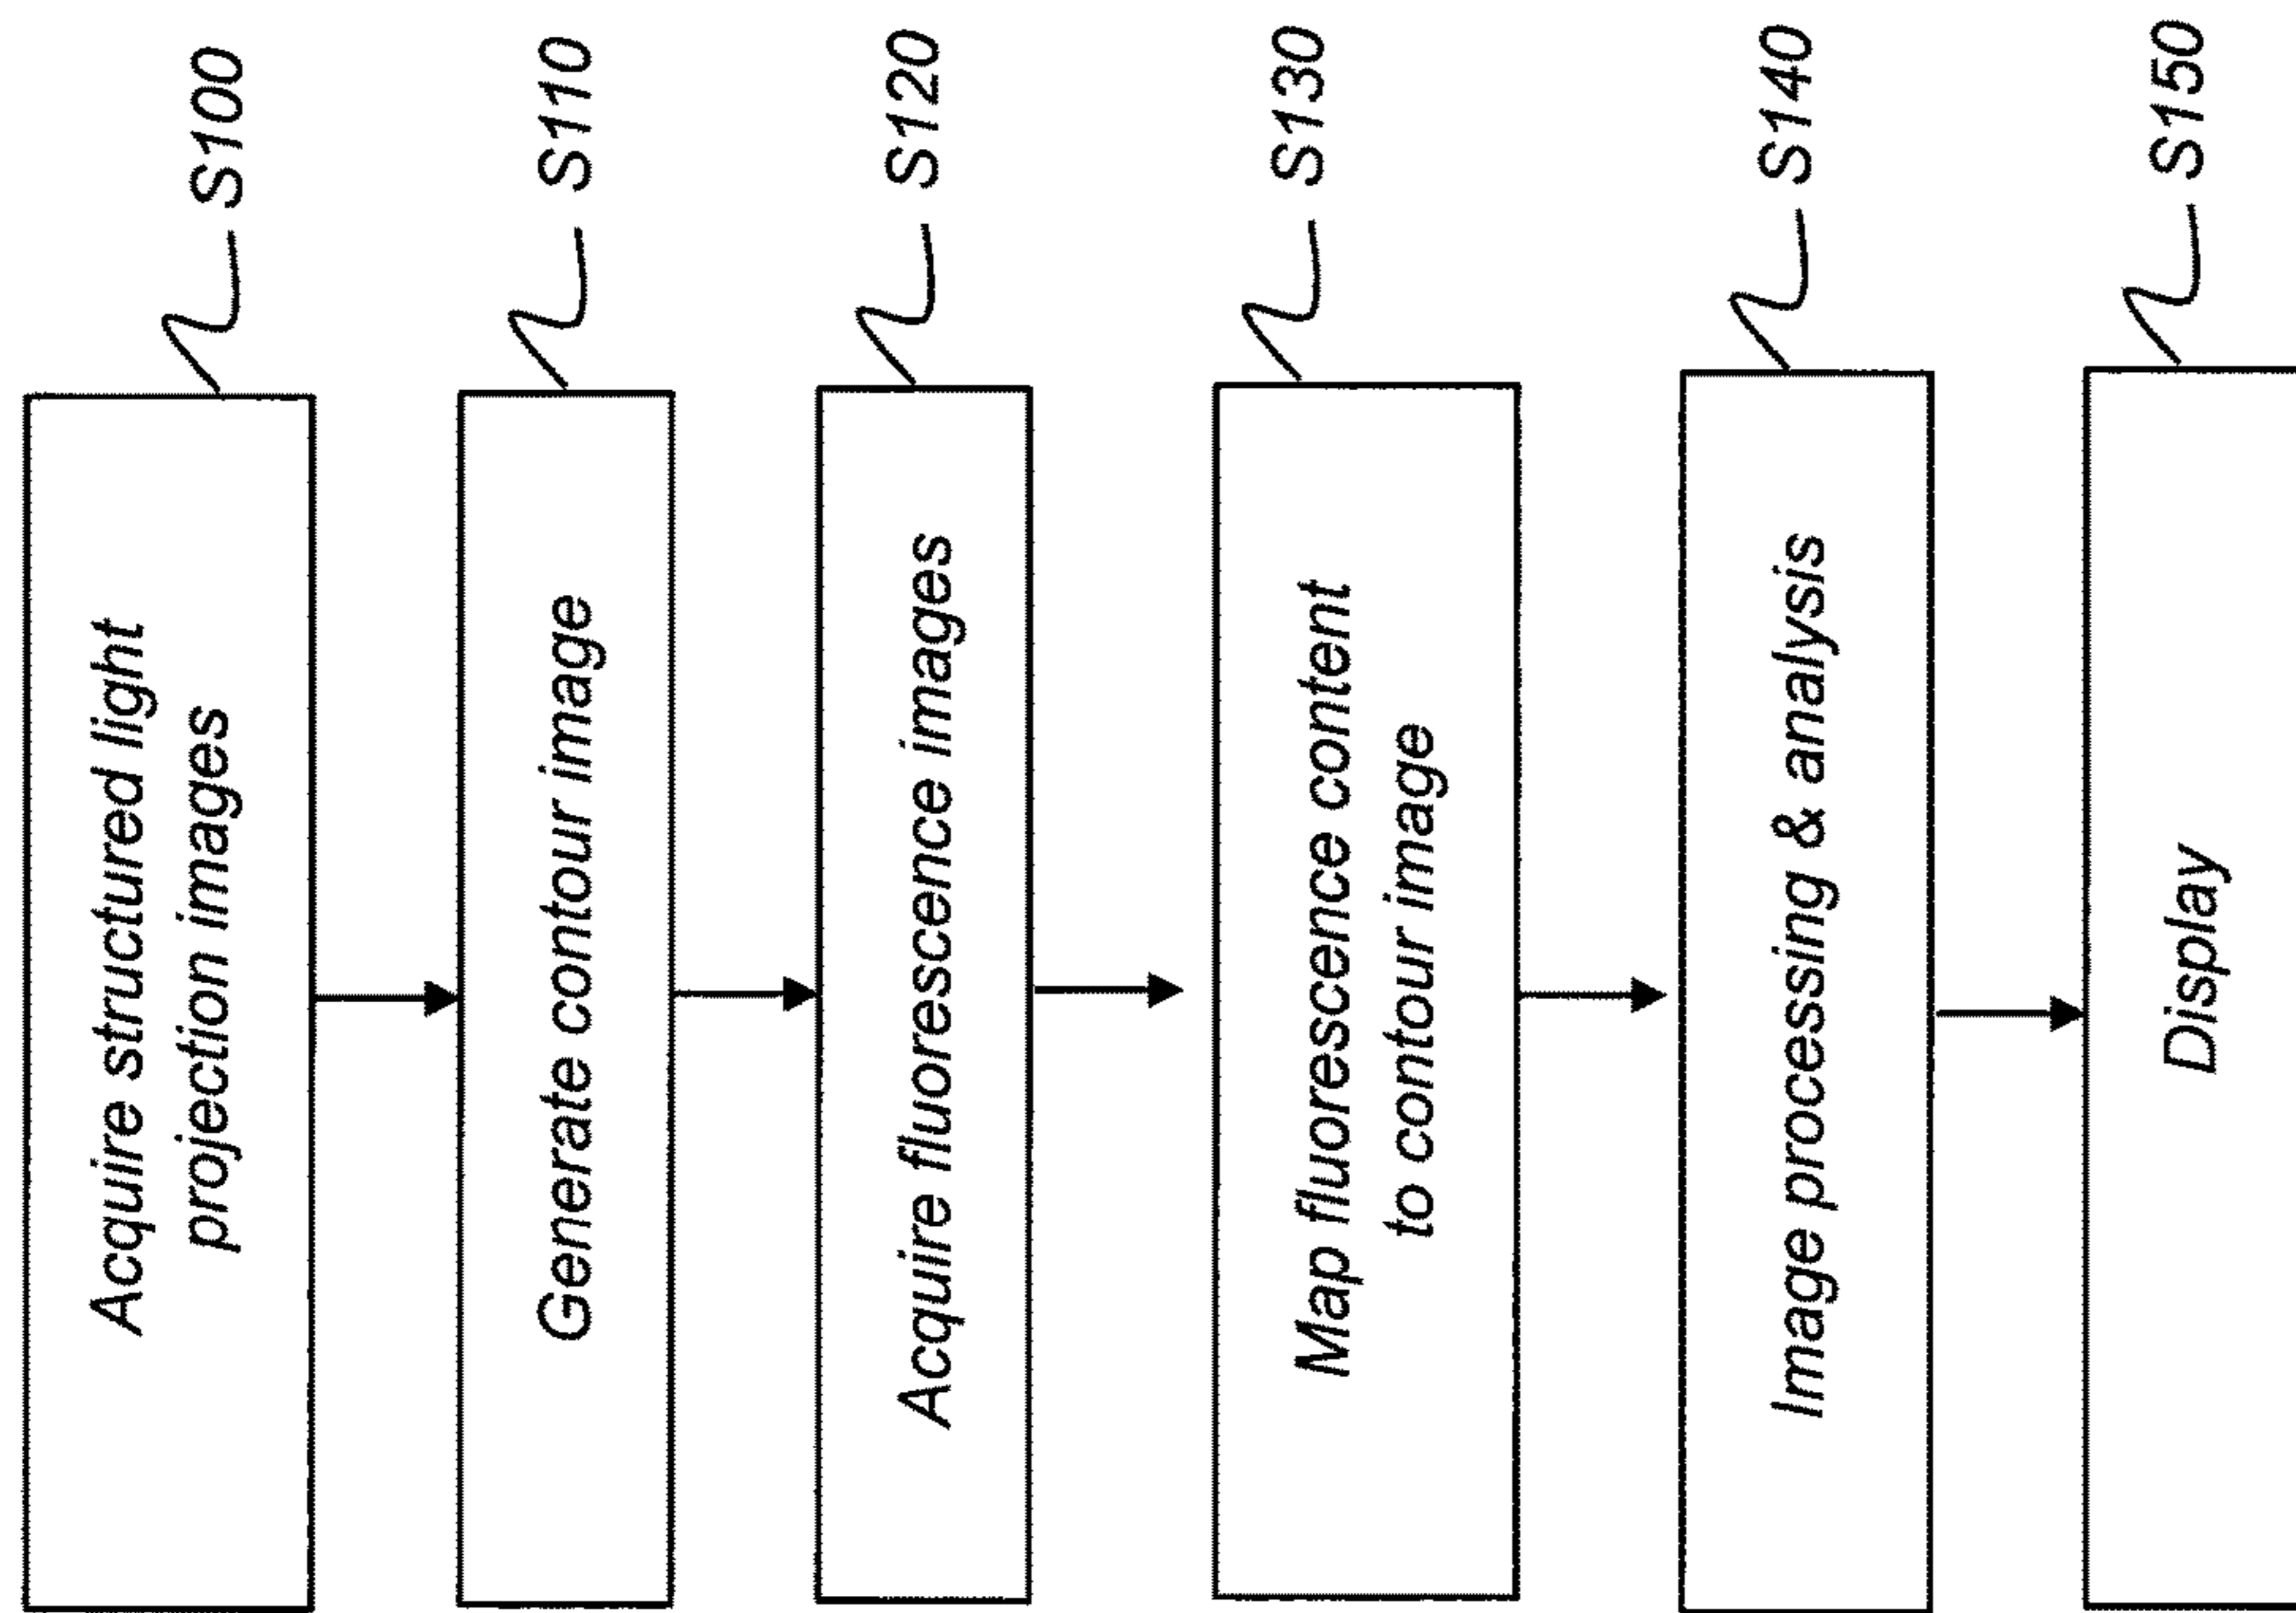 Acquire structured light
projection images
S100
Generate contour image
S110
Acquire fluorescence images
S120
Map fluorescence content
to contour image
S130
Image processing & analysis
S140
Display
S150